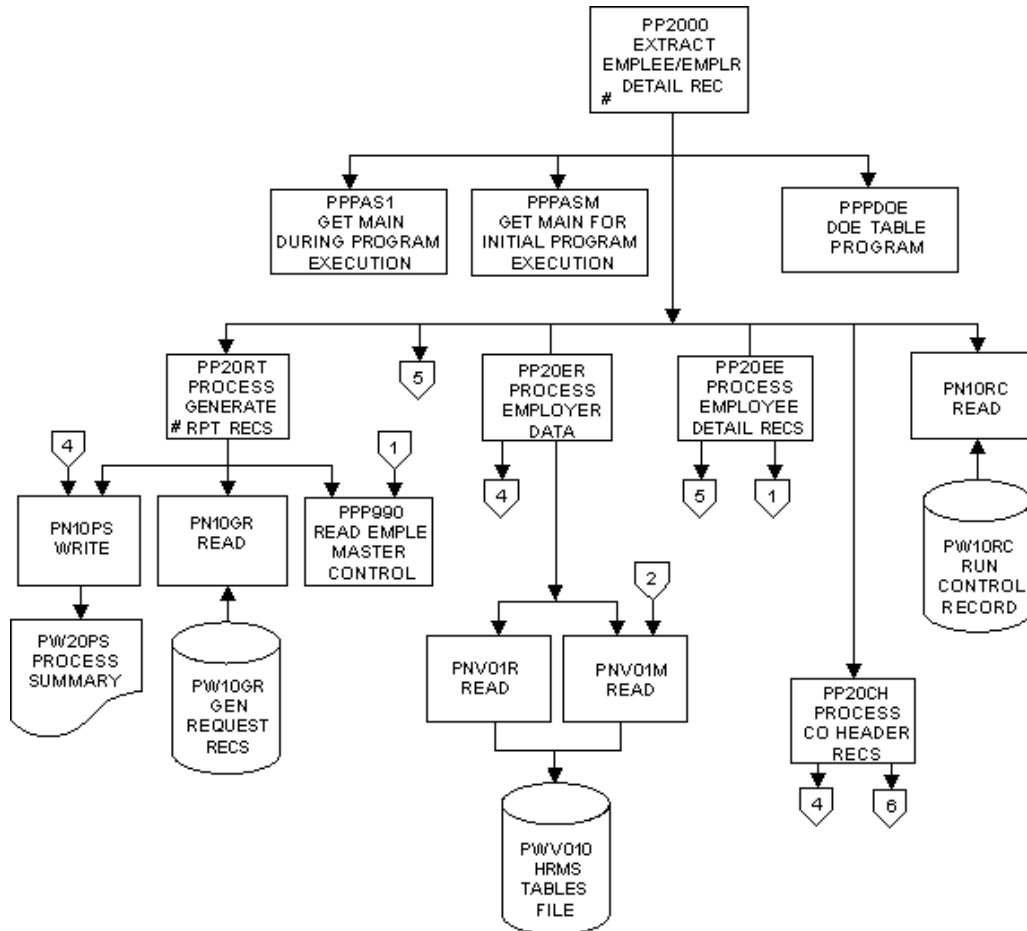 PP2000
EXTRACT
EMPLEE/EMPLR
DETAIL REC
#
PPPAS1
GET MAIN
DURING PROGRAM
EXECUTION
PPPASM
GET MAIN FOR
INITIAL PROGRAM
EXECUTION
PPPDOE
DOE TABLE
PROGRAM
PP20RT
PROCESS
GENERATE
# RPT RECS
5
PP20ER
PROCESS
EMPLOYER
DATA
PP20EE
PROCESS
EMPLOYEE
DETAIL RECS
PN10RC
READ
4
1
4
5
1
PN10PS
WRITE
PN10GR
READ
PPP990
READ EMPLE
MASTER
CONTROL
PW10RC
RUN
CONTROL
RECORD
2
PW20PS
PROCESS
SUMMARY
PW10GR
GEN
REQUEST
RECS
PNV01R
READ
PNV01M
READ
PP20CH
PROCESS
CO HEADER
RECS
4
6
PWV010
HRMS
TABLES
FILE